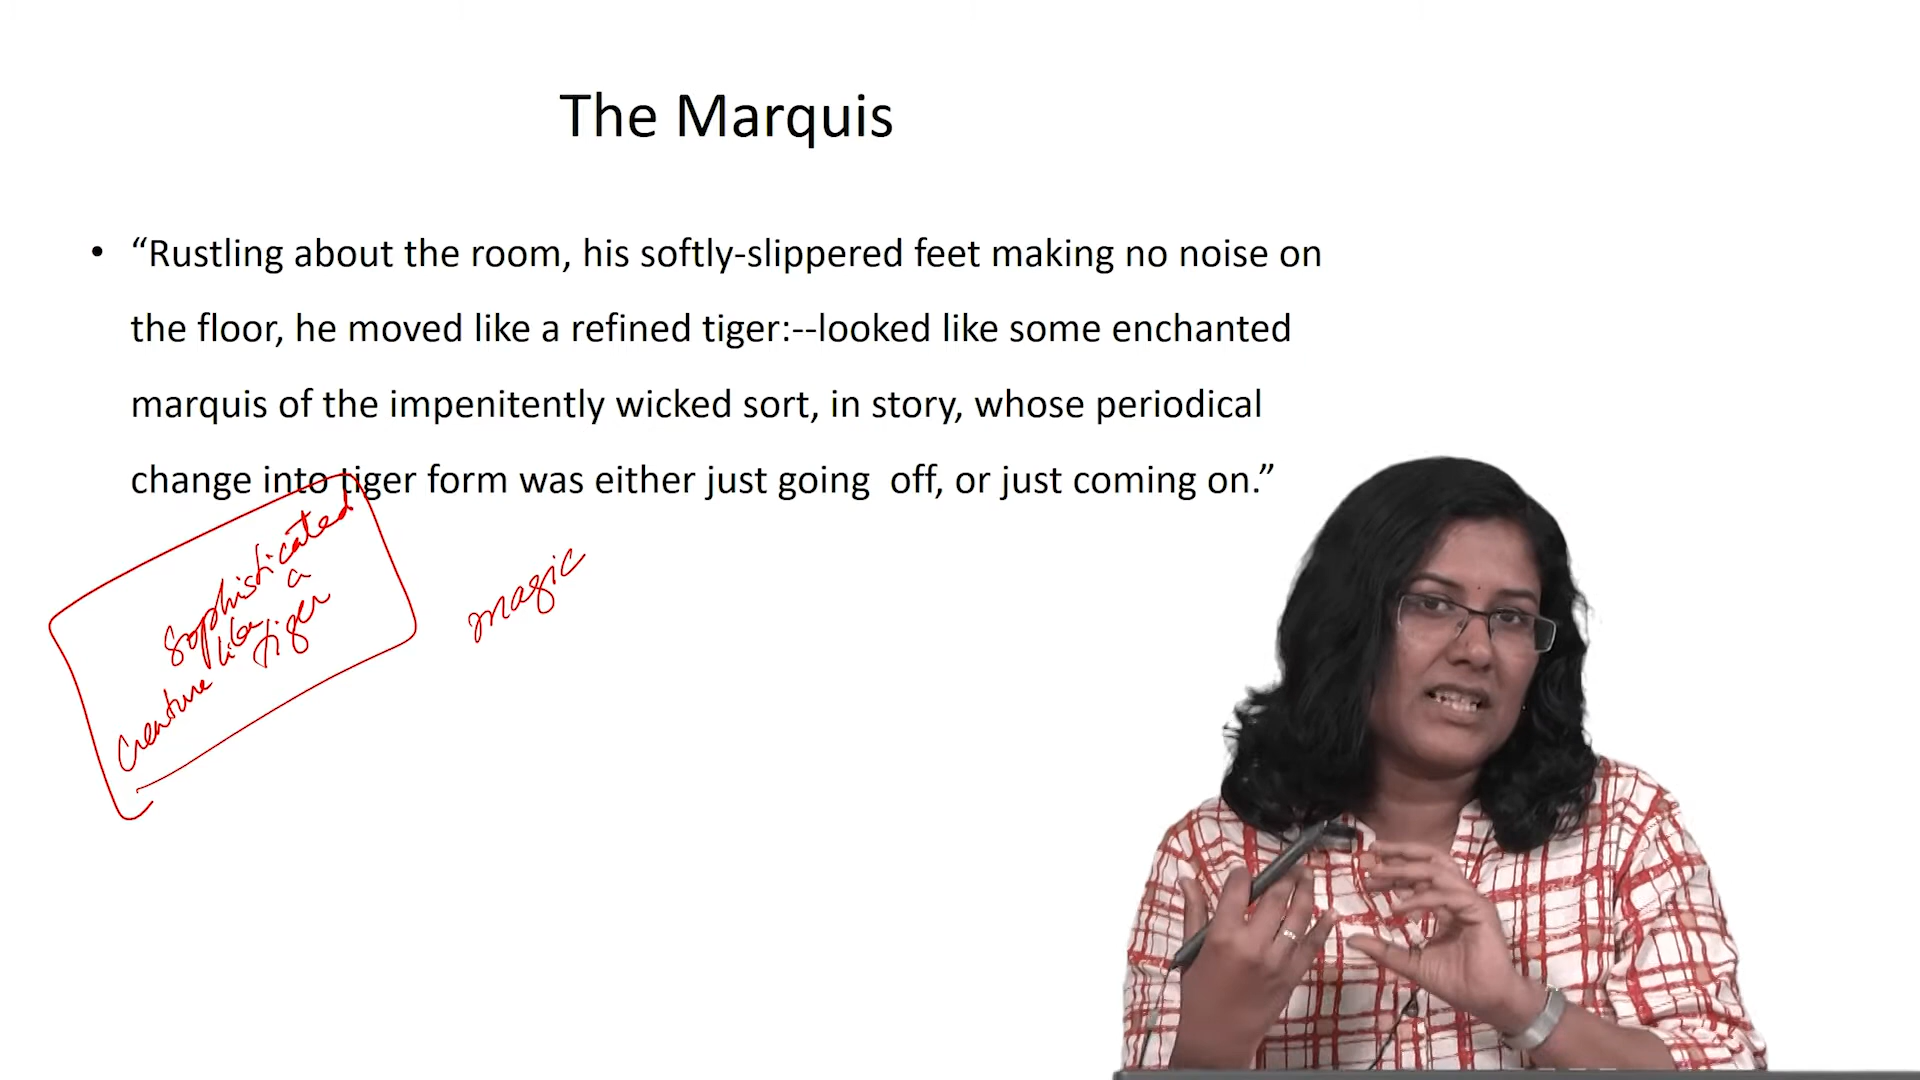 The Marquis
• “Rustling about the room, his softly-slippered feet making no noise on
the floor, he moved like a refined tiger:--looked like some enchanted
marquis of the impenitently wicked sort, in story, whose periodical
change into tiger form was either just going  off, or just coming on.”
Sophisticated
creature like a
tiger
magic